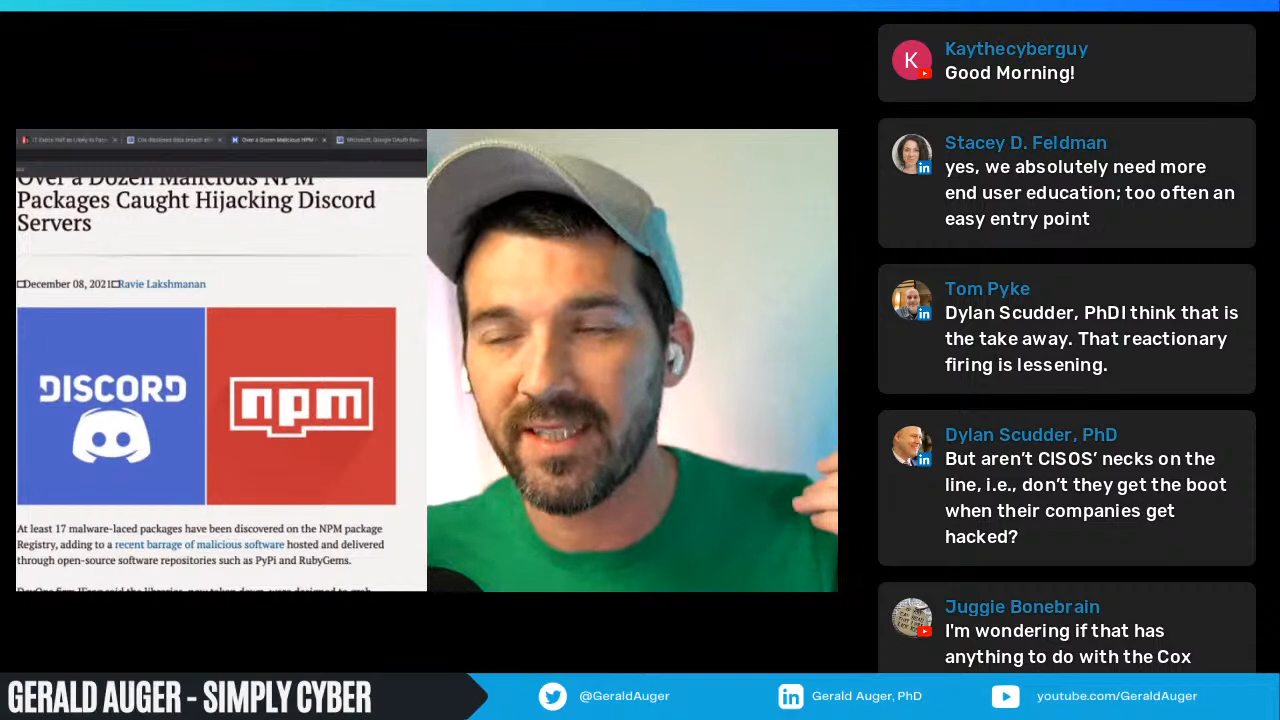 Over a Dozen Malicious NPM
Packages Caught Hijacking Discord
Servers
December 08, 2021 Ravie Lakshmanan
DISCORD
npm
At least 17 malware-laced packages have been discovered on the NPM package
Registry, adding to a recent barrage of malicious software hosted and delivered
through open-source software repositories such as PyPi and RubyGems.
K
Kaythecyberguy
Good Morning!
Stacey D. Feldman
yes, we absolutely need more
end user education; too often an
easy entry point
Tom Pyke
Dylan Scudder, PhDI think that is
the take away. That reactionary
firing is lessening.
Dylan Scudder, PhD
But aren’t CISOS’ necks on the
line, i.e., don’t they get the boot
when their companies get
hacked?
Juggie Bonebrain
I'm wondering if that has
anything to do with the Cox
GERALD AUGER - SIMPLY CYBER
@GeraldAuger
Gerald Auger, PhD
youtube.com/GeraldAuger